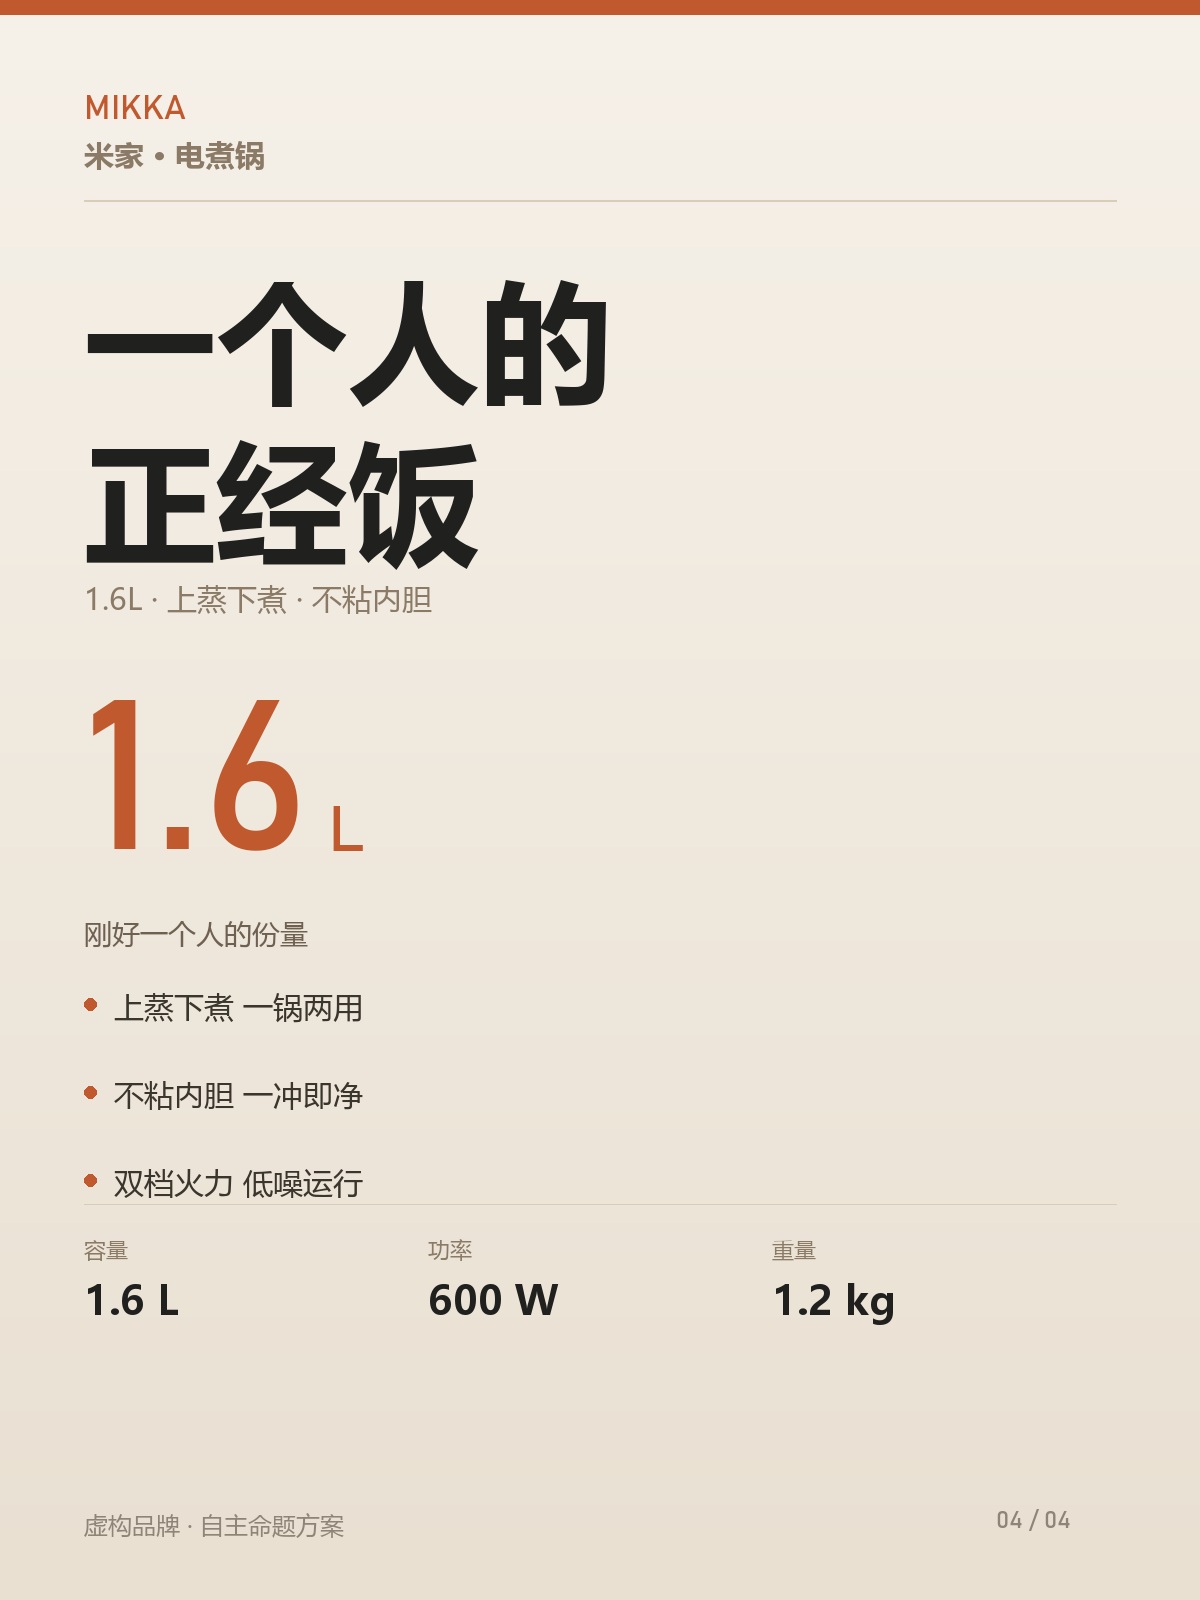 MIKKA
米家·电煮锅
一个人的
正经饭
1.6L · 上蒸下煮 · 不粘内胆
1.6 L
刚好一个人的份量
上蒸下煮 一锅两用
不粘内胆 一冲即净
双档火力 低噪运行
容量 功率 重量
1.6 L 600 W 1.2 kg
虚构品牌 · 自主命题方案 04 / 04